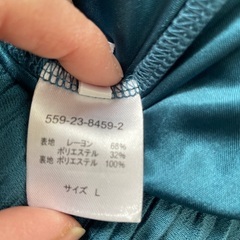 559-23-8459-2
表地 レーヨン 68%
ポリエステル 32%
裏地 ポリエステル 100%
サイズ L